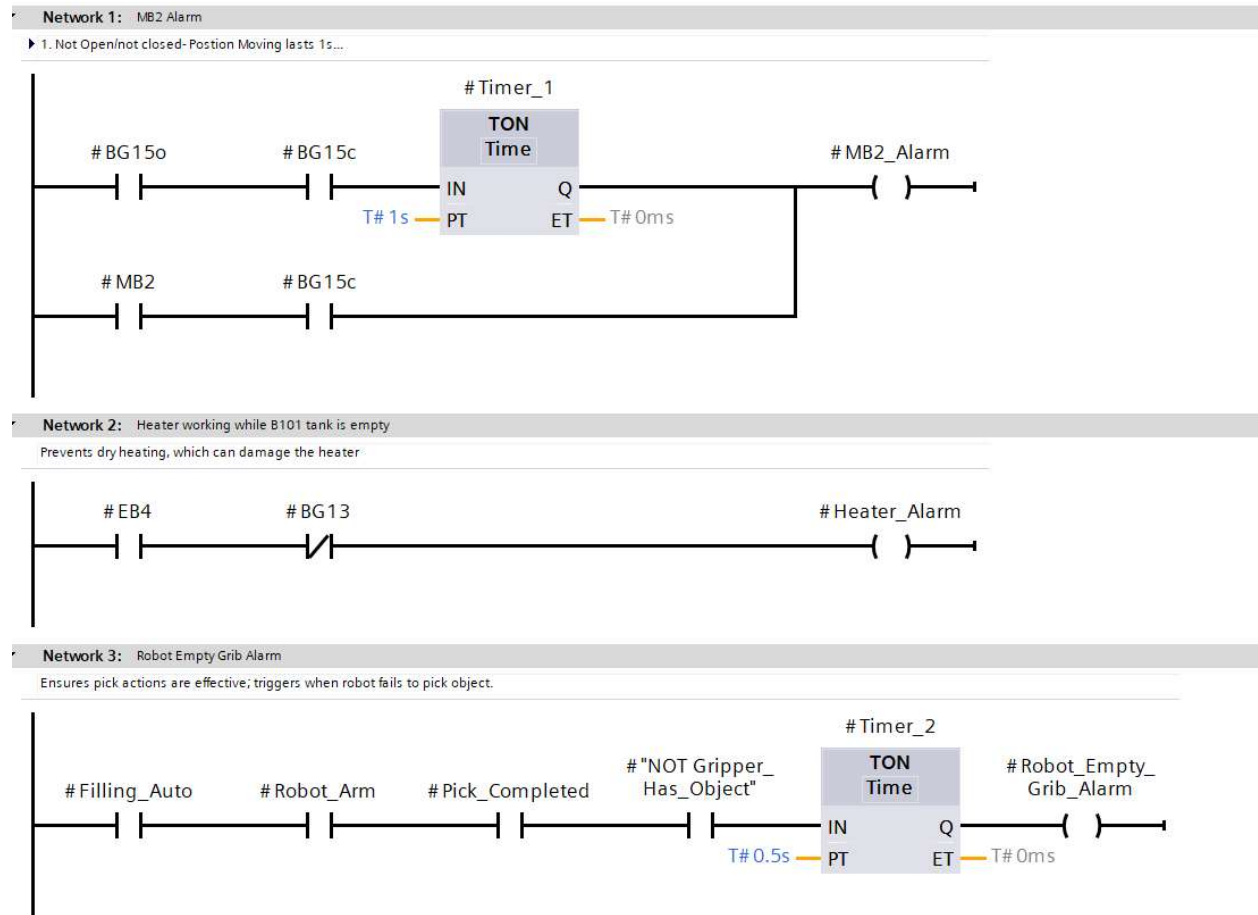 Network 1: MB2 Alarm
1. Not Open/not closed- Postion Moving lasts 1s...
#Timer_1
TON
Time
#BG15o #BG15c #MB2_Alarm
IN Q
T#1s PT ET T#0ms
#MB2 #BG15c
Network 2: Heater working while B101 tank is empty
Prevents dry heating, which can damage the heater
#EB4 #BG13 #Heater_Alarm
Network 3: Robot Empty Grib Alarm
Ensures pick actions are effective; triggers when robot fails to pick object.
#Timer_2
#"NOT Gripper_ TON #Robot_Empty_
#Filling_Auto #Robot_Arm #Pick_Completed Has_Object" Time Grib_Alarm
IN Q
T#0.5s PT ET T#0ms